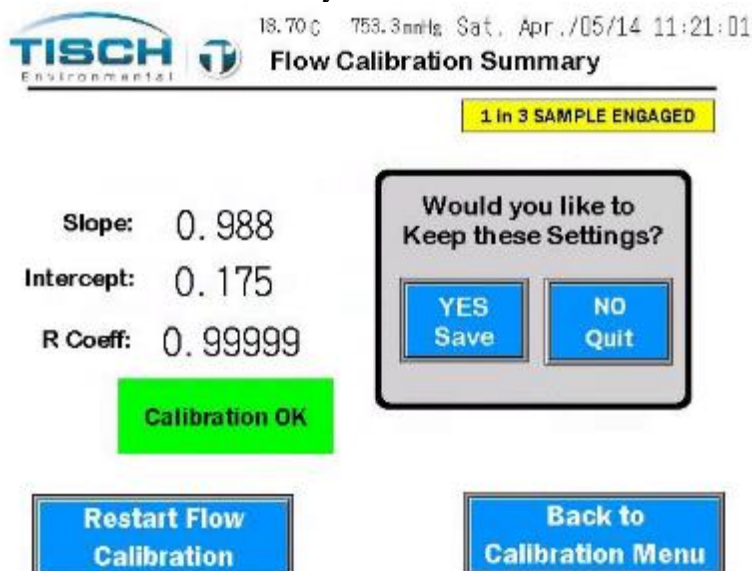 18.70C 753.3mmHg Sat. Apr./05/14 11:21:01
TISCH
Environmental
Flow Calibration Summary
1 in 3 SAMPLE ENGAGED
Slope: 0.988
Intercept: 0.175
R Coeff: 0.99999
Calibration OK
Would you like to
Keep these Settings?
YES
Save
NO
Quit
Restart Flow
Calibration
Back to
Calibration Menu